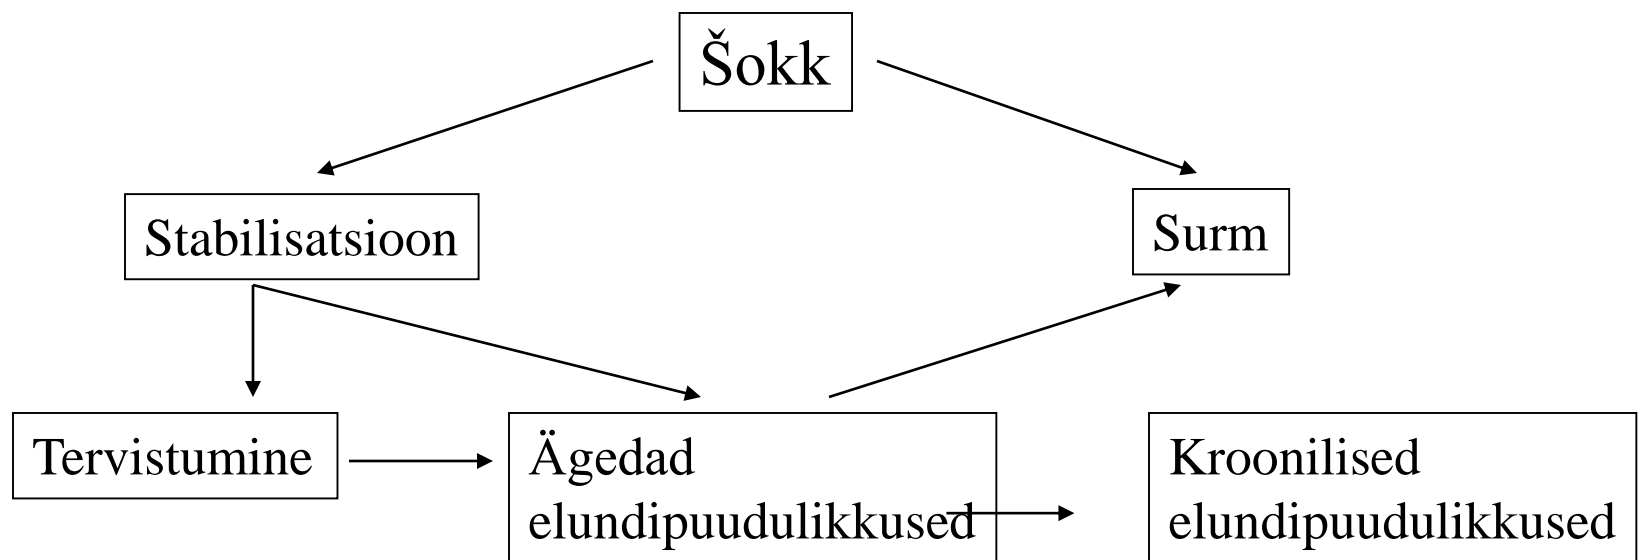 Šokk
Stabilisatsioon
Surm
Tervistumine
Ägedad
elundipuudulikkused
Kroonilised
elundipuudulikkused